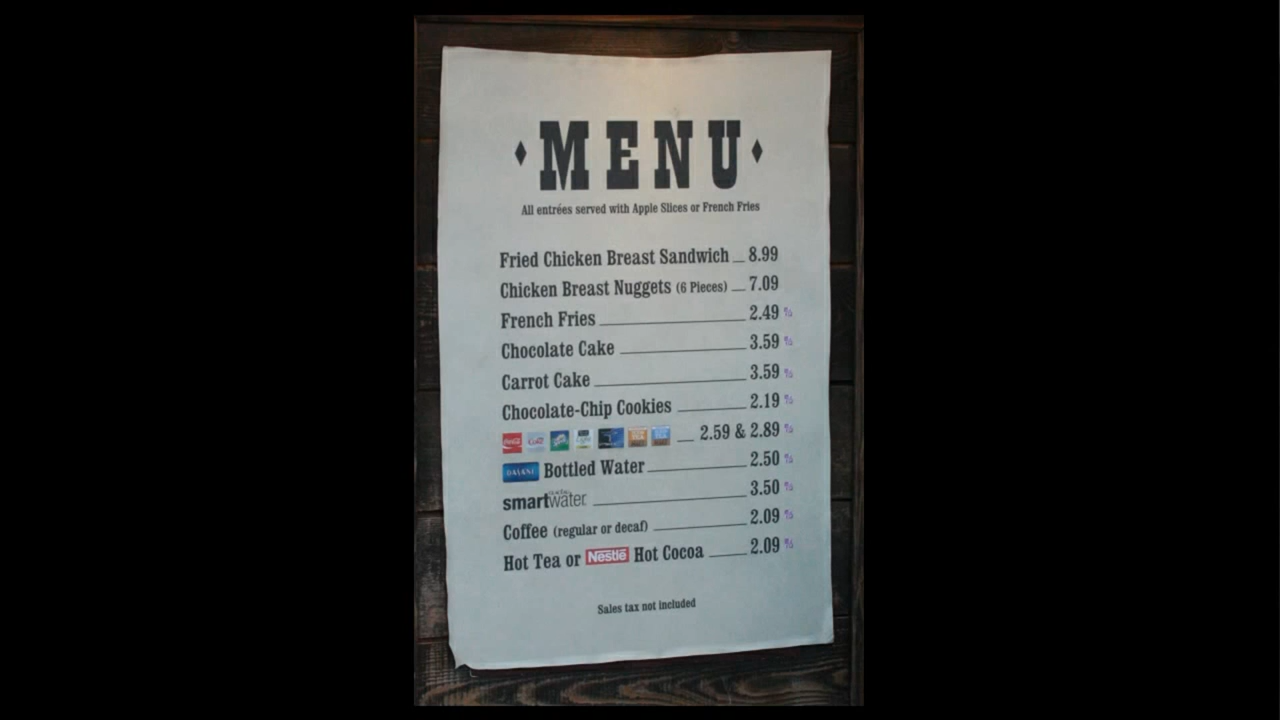 MENU
All entrées served with Apple Slices or French Fries
Fried Chicken Breast Sandwich 8.99
Chicken Breast Nuggets (6 Pieces) 7.09
French Fries 2.49
Chocolate Cake 3.59
Carrot Cake 3.59
Chocolate-Chip Cookies 2.19
Coca-Cola Coke 2.59 & 2.89
DASANI Bottled Water 2.50
smartwater 3.50
Coffee (regular or decaf) 2.09
Hot Tea or Nestlé Hot Cocoa 2.09
Sales tax not included